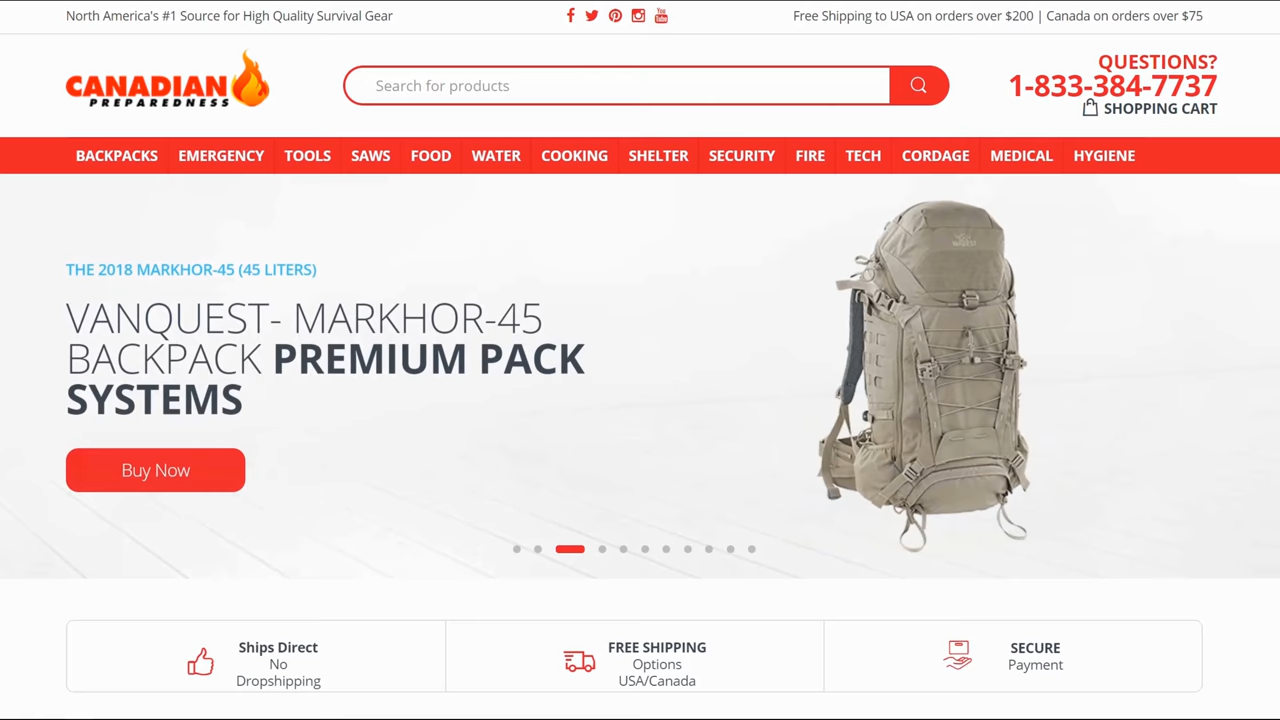 North America's #1 Source for High Quality Survival Gear
You Tube
Free Shipping to USA on orders over $200 | Canada on orders over $75
CANADIAN
PREPAREDNESS
Search for products
QUESTIONS?
1-833-384-7737
SHOPPING CART
BACKPACKS EMERGENCY TOOLS SAWS FOOD WATER COOKING SHELTER SECURITY FIRE TECH CORDAGE MEDICAL HYGIENE
THE 2018 MARKHOR-45 (45 LITERS)
VANQUEST- MARKHOR-45
BACKPACK PREMIUM PACK
SYSTEMS
Buy Now
Ships Direct
No
Dropshipping
FREE SHIPPING
Options
USA/Canada
SECURE
Payment